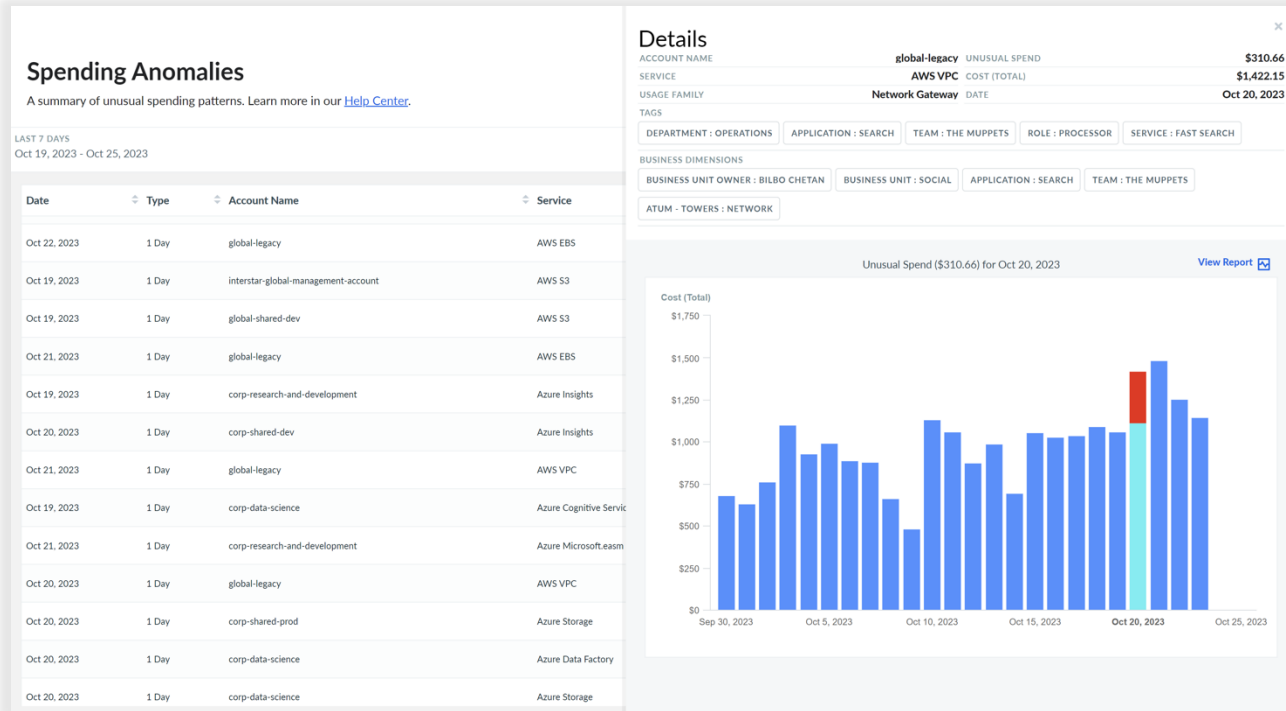 Spending Anomalies
A summary of unusual spending patterns. Learn more in our Help Center.
LAST 7 DAYS
Oct 19, 2023 - Oct 25, 2023
Date Type Account Name Service
Oct 22, 2023 1 Day global-legacy AWS EBS
Oct 19, 2023 1 Day interstar-global-management-account AWS S3
Oct 19, 2023 1 Day global-shared-dev AWS S3
Oct 21, 2023 1 Day global-legacy AWS EBS
Oct 19, 2023 1 Day corp-research-and-development Azure Insights
Oct 20, 2023 1 Day corp-shared-dev Azure Insights
Oct 21, 2023 1 Day global-legacy AWS VPC
Oct 19, 2023 1 Day corp-data-science Azure Cognitive Servic
Oct 21, 2023 1 Day corp-research-and-development Azure Microsoft.easm
Oct 20, 2023 1 Day global-legacy AWS VPC
Oct 20, 2023 1 Day corp-shared-prod Azure Storage
Oct 20, 2023 1 Day corp-data-science Azure Data Factory
Oct 20, 2023 1 Day corp-data-science Azure Storage
Details
ACCOUNT NAME global-legacy UNUSUAL SPEND $310.66
SERVICE AWS VPC COST (TOTAL) $1,422.15
USAGE FAMILY Network Gateway DATE Oct 20, 2023
TAGS
DEPARTMENT : OPERATIONS APPLICATION : SEARCH TEAM : THE MUPPETS ROLE : PROCESSOR SERVICE : FAST SEARCH
BUSINESS DIMENSIONS
BUSINESS UNIT OWNER : BILBO CHETAN BUSINESS UNIT : SOCIAL APPLICATION : SEARCH TEAM : THE MUPPETS
ATUM - TOWERS : NETWORK
Unusual Spend ($310.66) for Oct 20, 2023 View Report
Cost (Total)
$1,750
$1,500
$1,250
$1,000
$750
$500
$250
$0
Sep 30, 2023 Oct 5, 2023 Oct 10, 2023 Oct 15, 2023 Oct 20, 2023 Oct 25, 2023